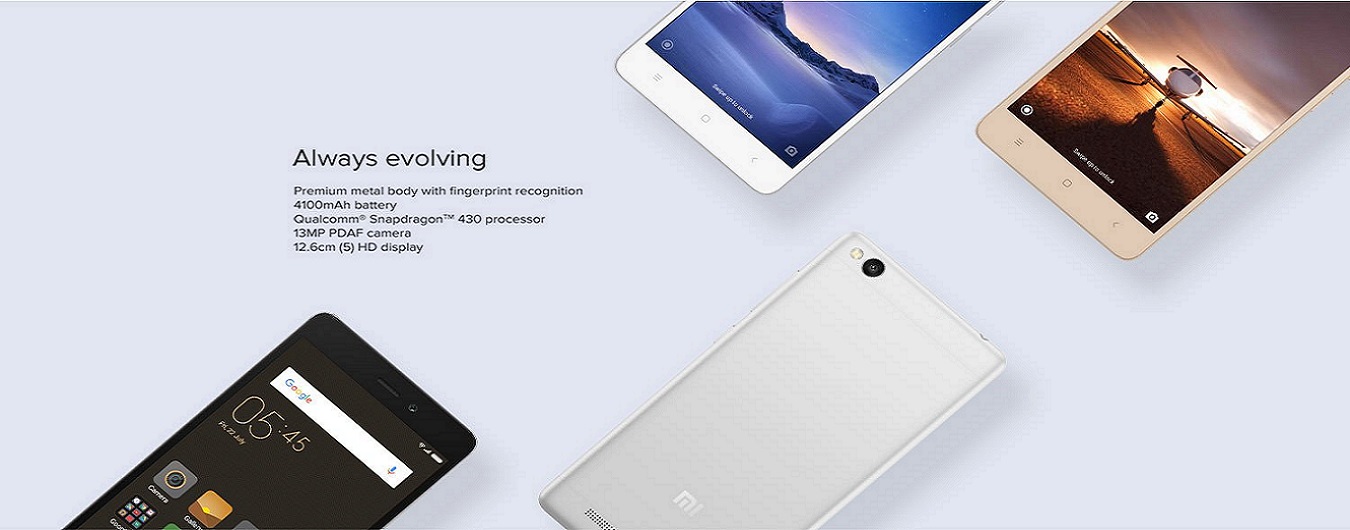 Swipe up to unlock
Swipe up to unlock
Always evolving
Premium metal body with fingerprint recognition
4100mAh battery
Qualcomm® Snapdragon™ 430 processor
13MP PDAF camera
12.6cm (5) HD display
Google
05:45
Fri, 22 July
Camera
mi